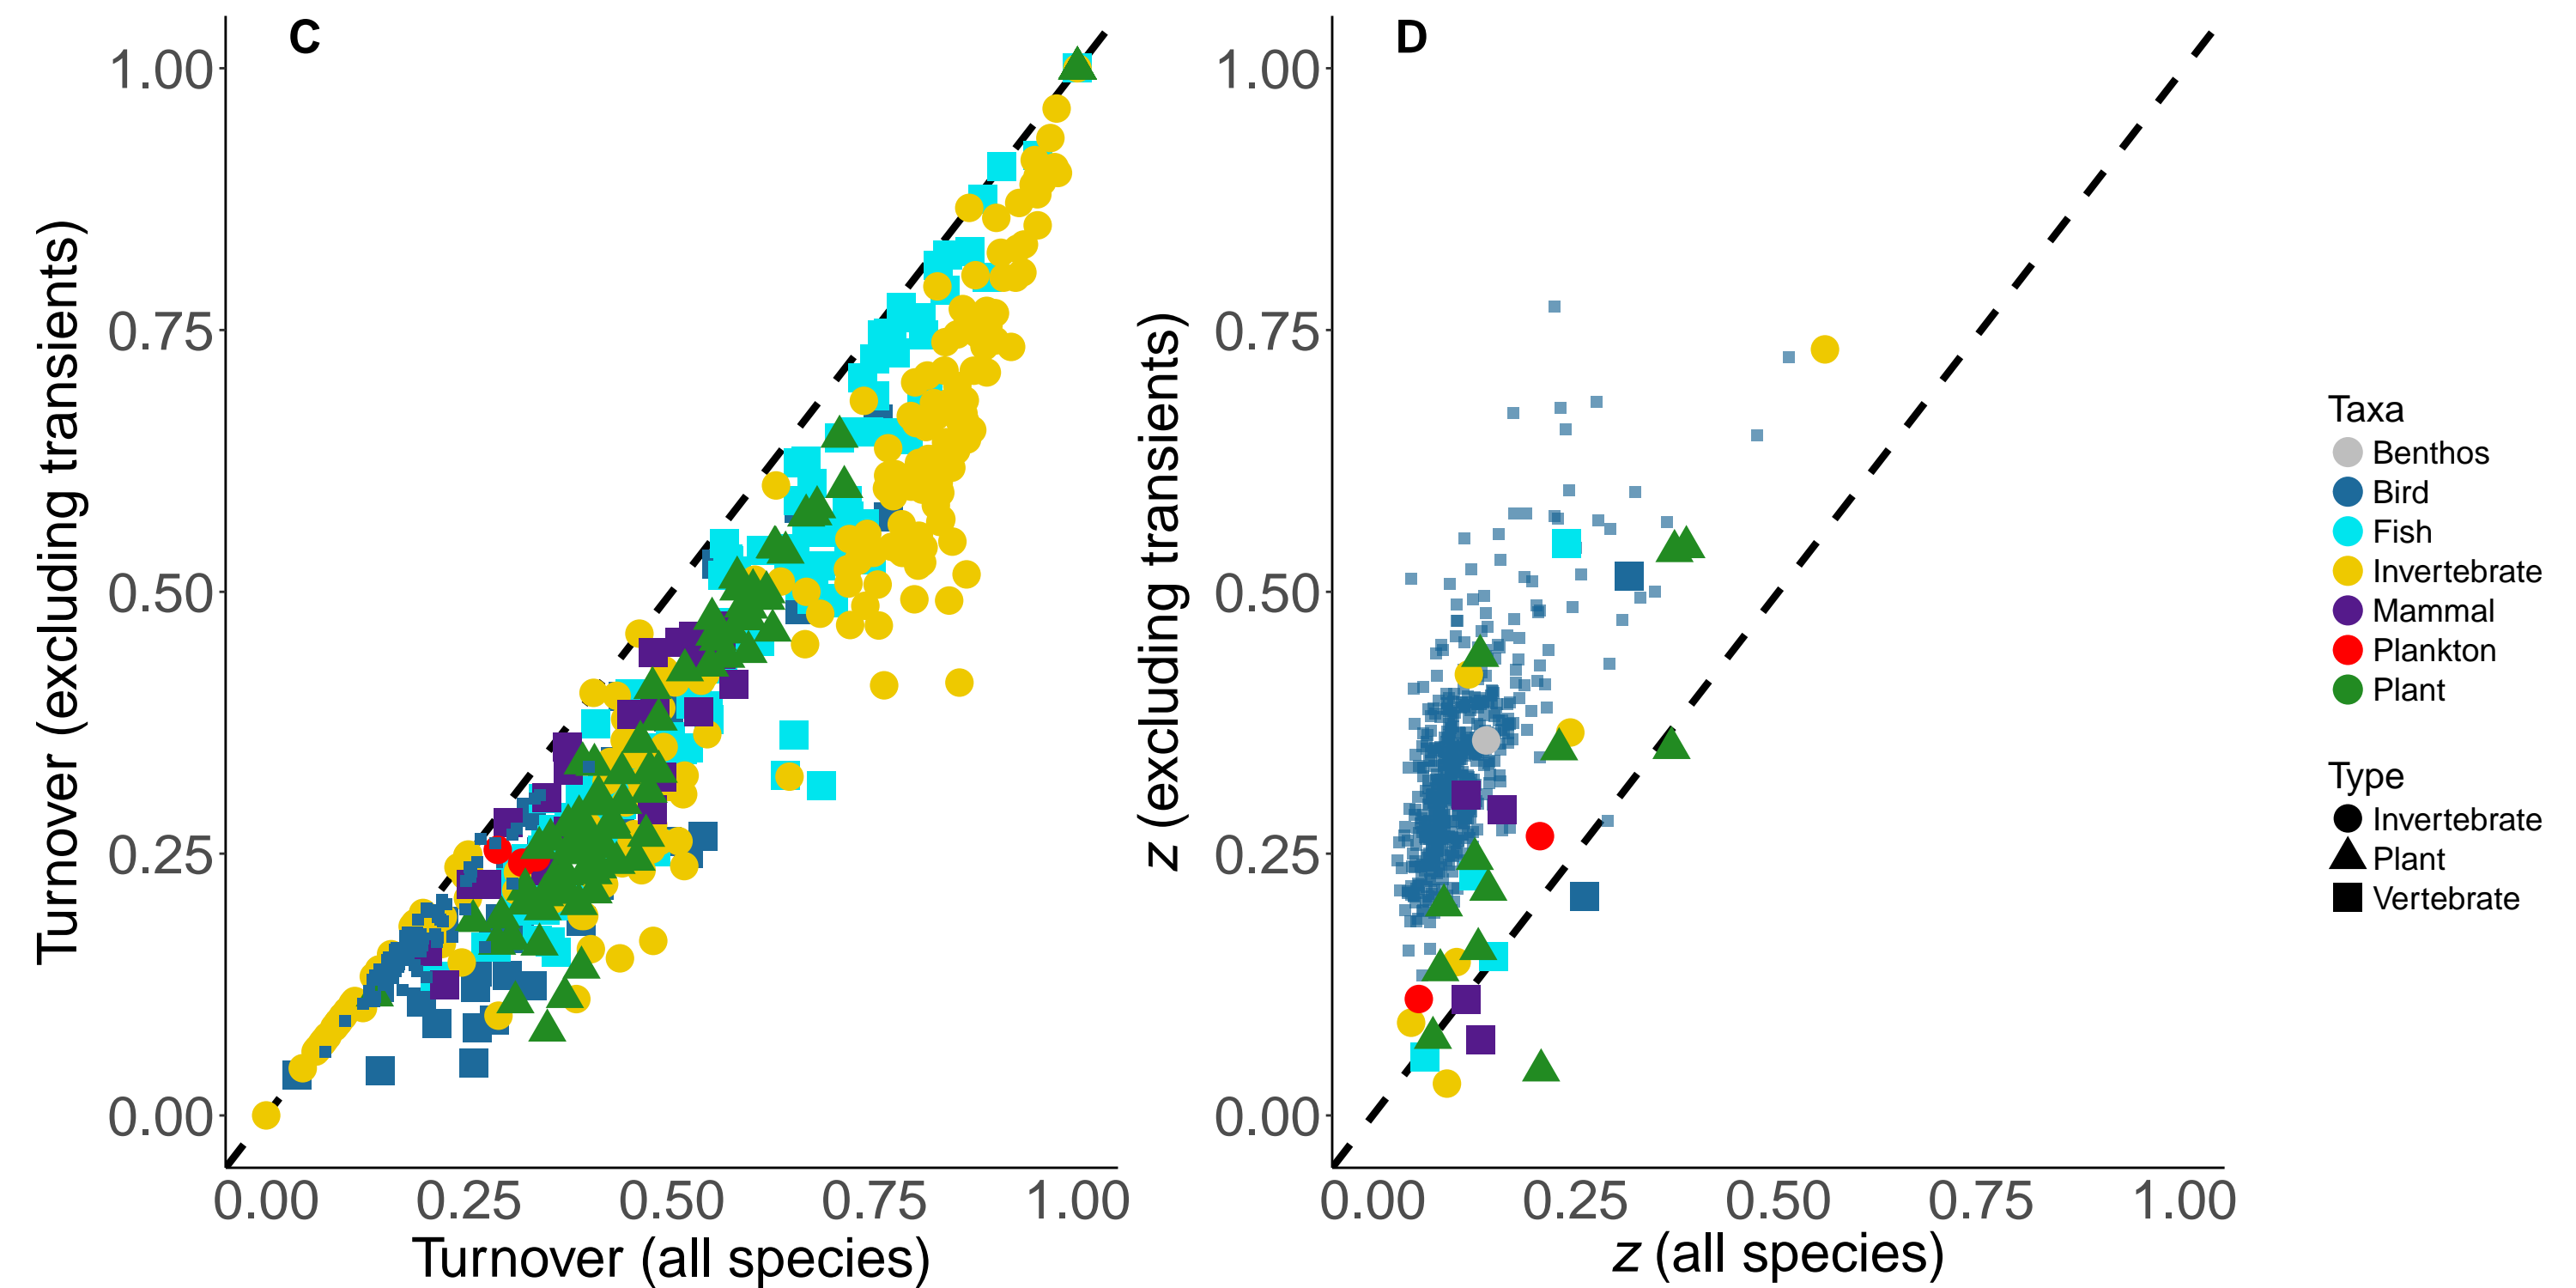 C
1.00
0.75
0.50
0.25
0.00
Turnover (excluding transients)
0.00 0.25 0.50 0.75 1.00
Turnover (all species)
D
1.00
0.75
0.50
0.25
0.00
z (excluding transients)
0.00 0.25 0.50 0.75 1.00
z (all species)
Taxa
Benthos
Bird
Fish
Invertebrate
Mammal
Plankton
Plant
Type
Invertebrate
Plant
Vertebrate